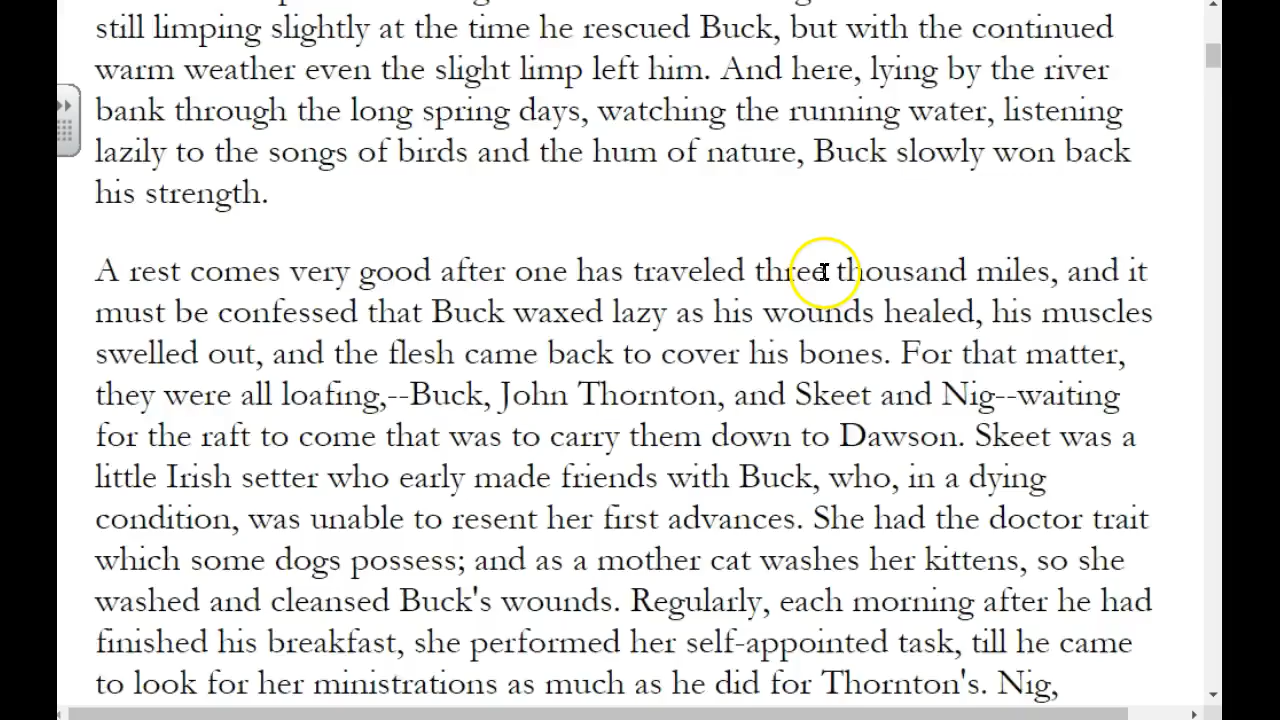 still limping slightly at the time he rescued Buck, but with the continued
warm weather even the slight limp left him. And here, lying by the river
bank through the long spring days, watching the running water, listening
lazily to the songs of birds and the hum of nature, Buck slowly won back
his strength.
A rest comes very good after one has traveled three thousand miles, and it
must be confessed that Buck waxed lazy as his wounds healed, his muscles
swelled out, and the flesh came back to cover his bones. For that matter,
they were all loafing,--Buck, John Thornton, and Skeet and Nig--waiting
for the raft to come that was to carry them down to Dawson. Skeet was a
little Irish setter who early made friends with Buck, who, in a dying
condition, was unable to resent her first advances. She had the doctor trait
which some dogs possess; and as a mother cat washes her kittens, so she
washed and cleansed Buck's wounds. Regularly, each morning after he had
finished his breakfast, she performed her self-appointed task, till he came
to look for her ministrations as much as he did for Thornton's. Nig,